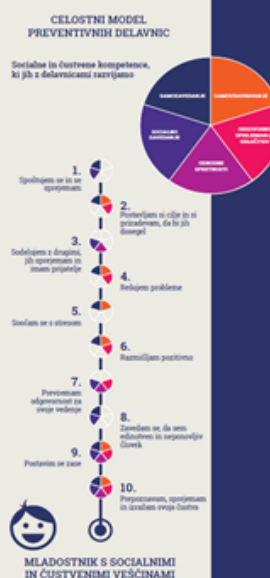 CELOSTNI MODEL
PREVENTIVNIH DELAVNIC
Socialne in čustvene kompetence,
ki jih z delavnicami razvijamo
SAMOZAVEDANJE
SAMOURAVNAVANJE
SOCIALNO
ZAVEDANJE
ODGOVORNO
SPREJEMANJE
ODLOČITEV
ODNOSNE
SPRETNOSTI
1.
Spoštujem se in se
sprejemam
2.
Postavljam si cilje in si
prizadevam, da bi jih
dosegel
3.
Sodelujem z drugimi,
jih sprejemam in
imam prijatelje
4.
Rešujem probleme
5.
Soočam se s stresom
6.
Razmišljam pozitivno
7.
Prevzemam
odgovornost za
svoje vedenje
8.
Zavedam se, da sem
edinstven in neponovljiv
človek
9.
Postavim se zase
10.
Prepoznavam, sprejemam
in izražam svoja čustva
MLADOSTNIK S SOCIALNIMI
IN ČUSTVENIMI VEŠČINAMI